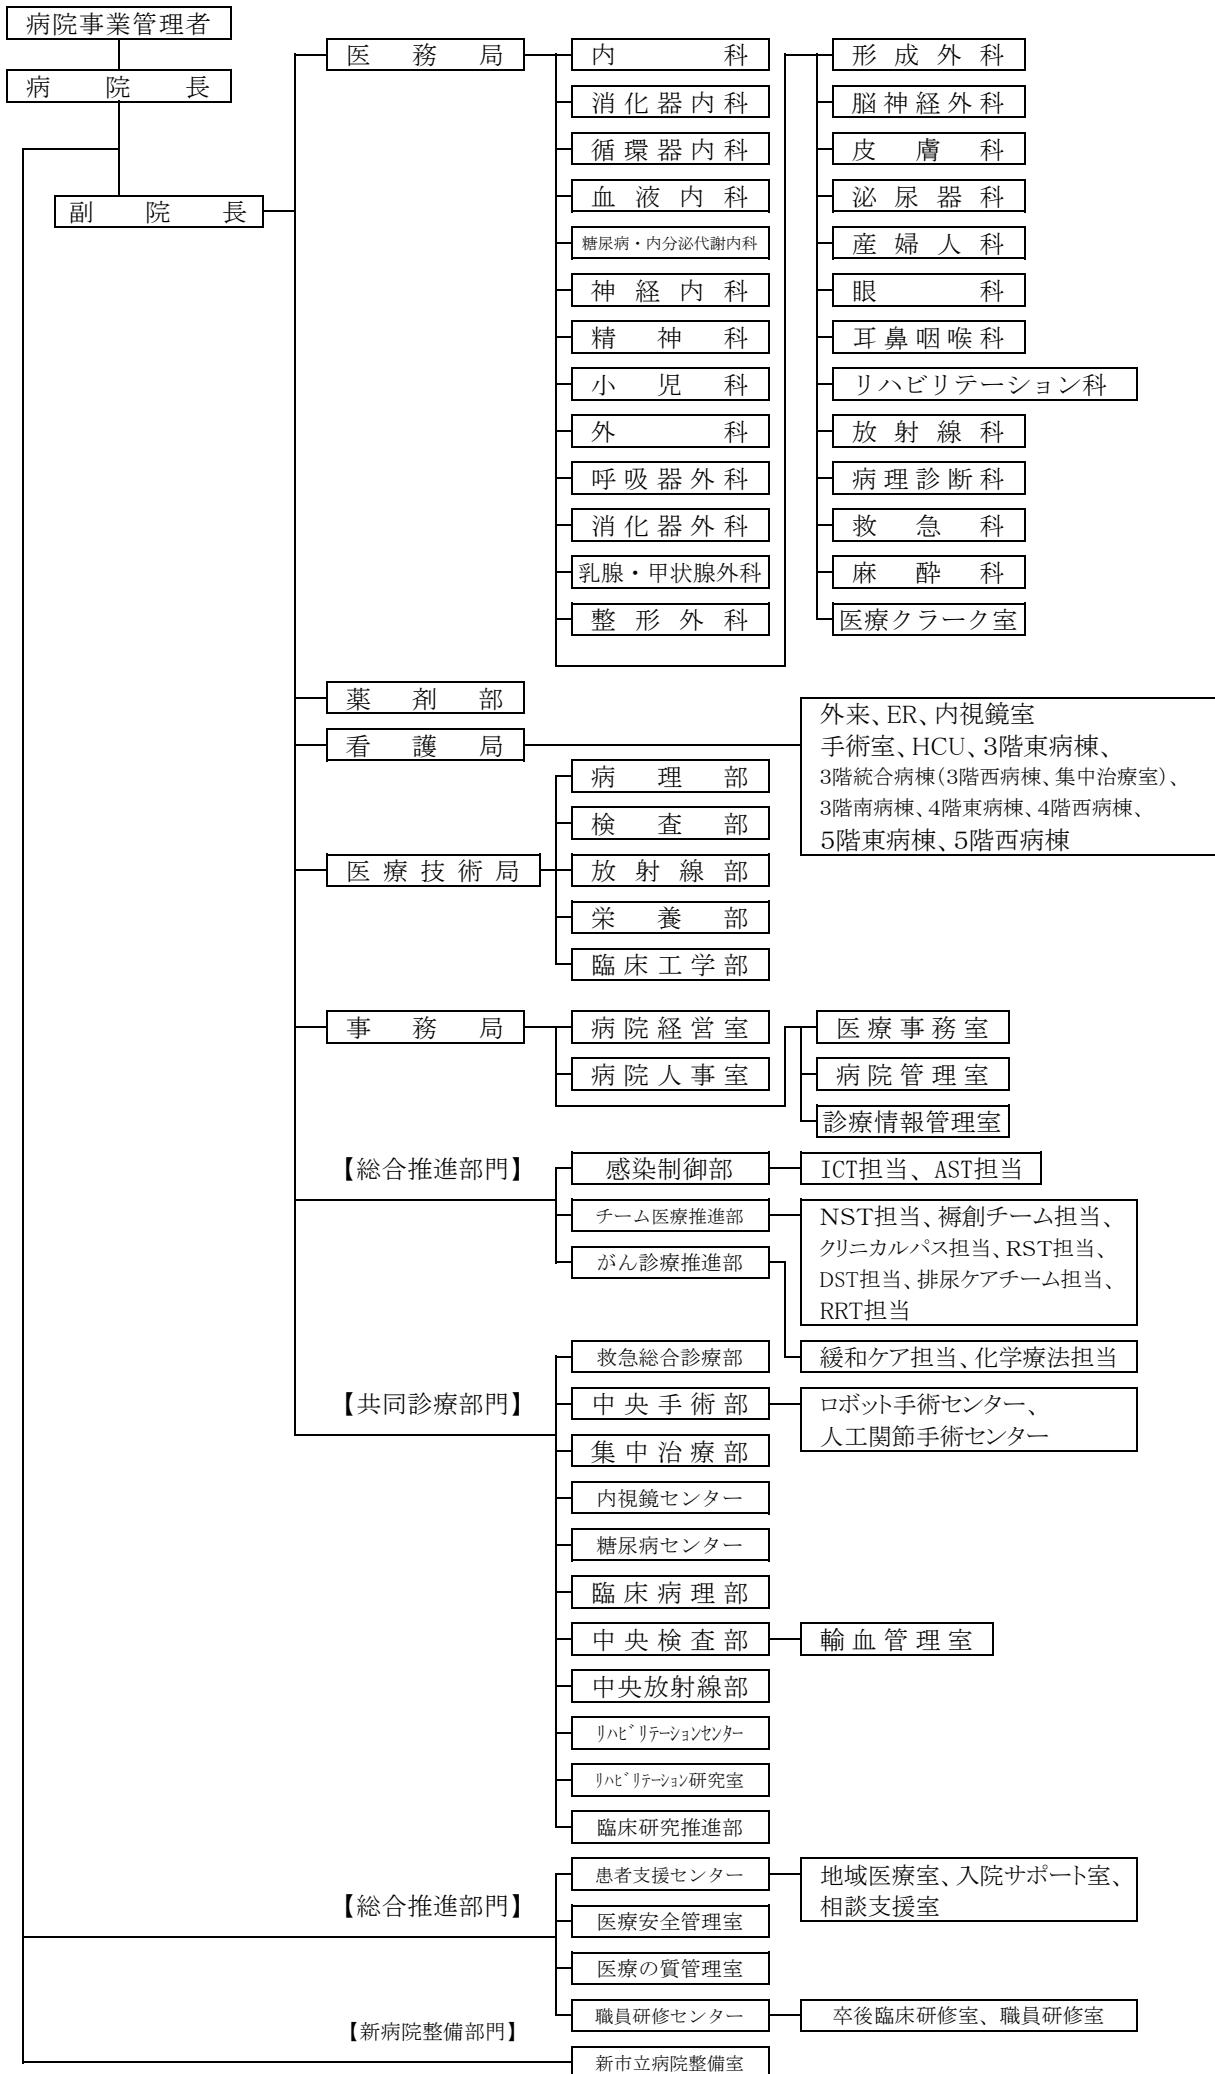 病院事業管理者
病院長
副院長
医務局
内科
消化器内科
循環器内科
血液内科
糖尿病・内分泌代謝内科
神経内科
精神科
小児科
外科
呼吸器外科
消化器外科
乳腺・甲状腺外科
整形外科
形成外科
脳神経外科
皮膚科
泌尿器科
産婦人科
眼科
耳鼻咽喉科
リハビリテーション科
放射線科
病理診断科
救急科
麻酔科
医療クラーク室
薬剤部
看護局
外来、ER、内視鏡室
手術室、HCU、3階東病棟、
3階統合病棟(3階西病棟、集中治療室)、
3階南病棟、4階東病棟、4階西病棟、
5階東病棟、5階西病棟
医療技術局
病理部
検査部
放射線部
栄養部
臨床工学部
事務局
病院経営室
病院人事室
医療事務室
病院管理室
診療情報管理室
【総合推進部門】
感染制御部
ICT担当、AST担当
チーム医療推進部
NST担当、褥創チーム担当、
クリニカルパス担当、RST担当、
DST担当、排尿ケアチーム担当、
RRT担当
がん診療推進部
緩和ケア担当、化学療法担当
【共同診療部門】
救急総合診療部
中央手術部
ロボット手術センター、
人工関節手術センター
集中治療部
内視鏡センター
糖尿病センター
臨床病理部
中央検査部
輸血管理室
中央放射線部
ﾘﾊﾋﾞﾘﾃｰｼｮﾝｾﾝﾀｰ
ﾘﾊﾋﾞﾘﾃｰｼｮﾝ研究室
臨床研究推進部
【総合推進部門】
患者支援センター
地域医療室、入院サポート室、
相談支援室
医療安全管理室
医療の質管理室
職員研修センター
卒後臨床研修室、職員研修室
【新病院整備部門】
新市立病院整備室